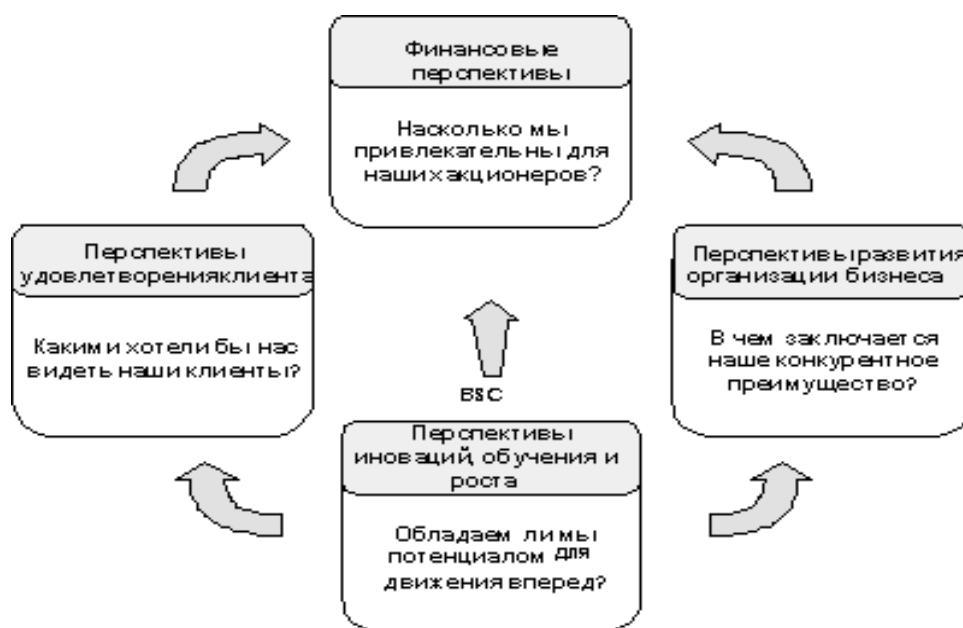 Финансовые
перспективы
Насколько мы
привлекательны для
наших акционеров?
Перспективы
удовлетворения клиента
Каким и хотели бы нас
видеть наши клиенты?
Перспективы развития
организации бизнеса
В чем заключается
наше конкурентное
преимущество?
BSC
Перспективы
иноваций, обучения и
роста
Обладаем ли мы
потенциалом для
движения вперед?